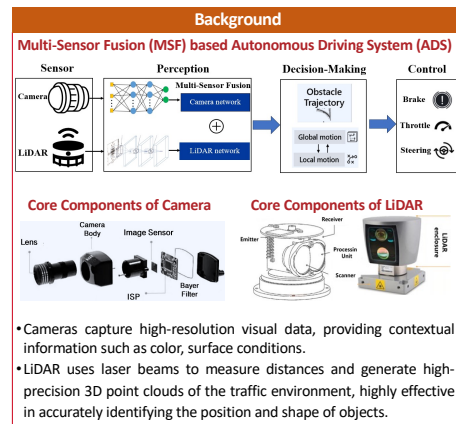 Background
Multi-Sensor Fusion (MSF) based Autonomous Driving System (ADS)
Sensor
Perception
Decision-Making
Control
Camera
Multi-Sensor Fusion
Camera network
LiDAR
LiDAR network
Obstacle
Trajectory
Global motion
Local motion
Brake
Throttle
Steering
Core Components of Camera
Core Components of LiDAR
Lens
Camera
Body
Image Sensor
ISP
Bayer
Filter
Emitter
Receiver
Processin
Unit
Scanner
LiDAR
enclosure
•Cameras capture high-resolution visual data, providing contextual
information such as color, surface conditions.
•LiDAR uses laser beams to measure distances and generate high-
precision 3D point clouds of the traffic environment, highly effective
in accurately identifying the position and shape of objects.